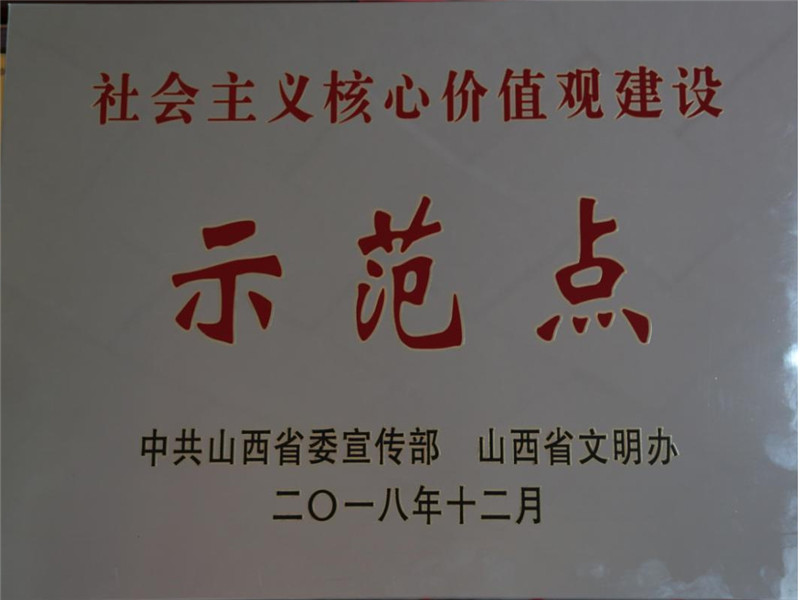 社会主义核心价值观建设
示范点
中共山西省委宣传部 山西省文明办
二〇一八年十二月